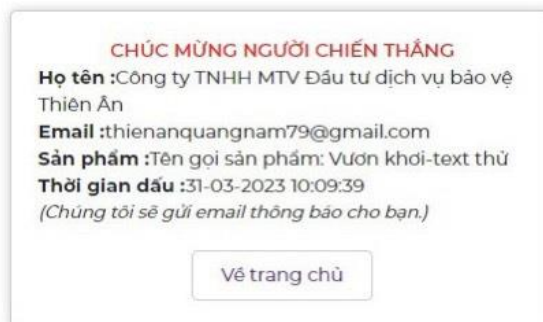 CHÚC MỪNG NGƯỜI CHIẾN THẮNG
Họ tên :Công ty TNHH MTV Đầu tư dịch vụ bảo vệ
Thiên Ân
Email :thienanquangnam79@gmail.com
Sản phẩm :Tên gọi sản phẩm: Vươn khơi-text thử
Thời gian dấu :31-03-2023 10:09:39
(Chúng tôi sẽ gửi email thông báo cho bạn.)
Về trang chủ